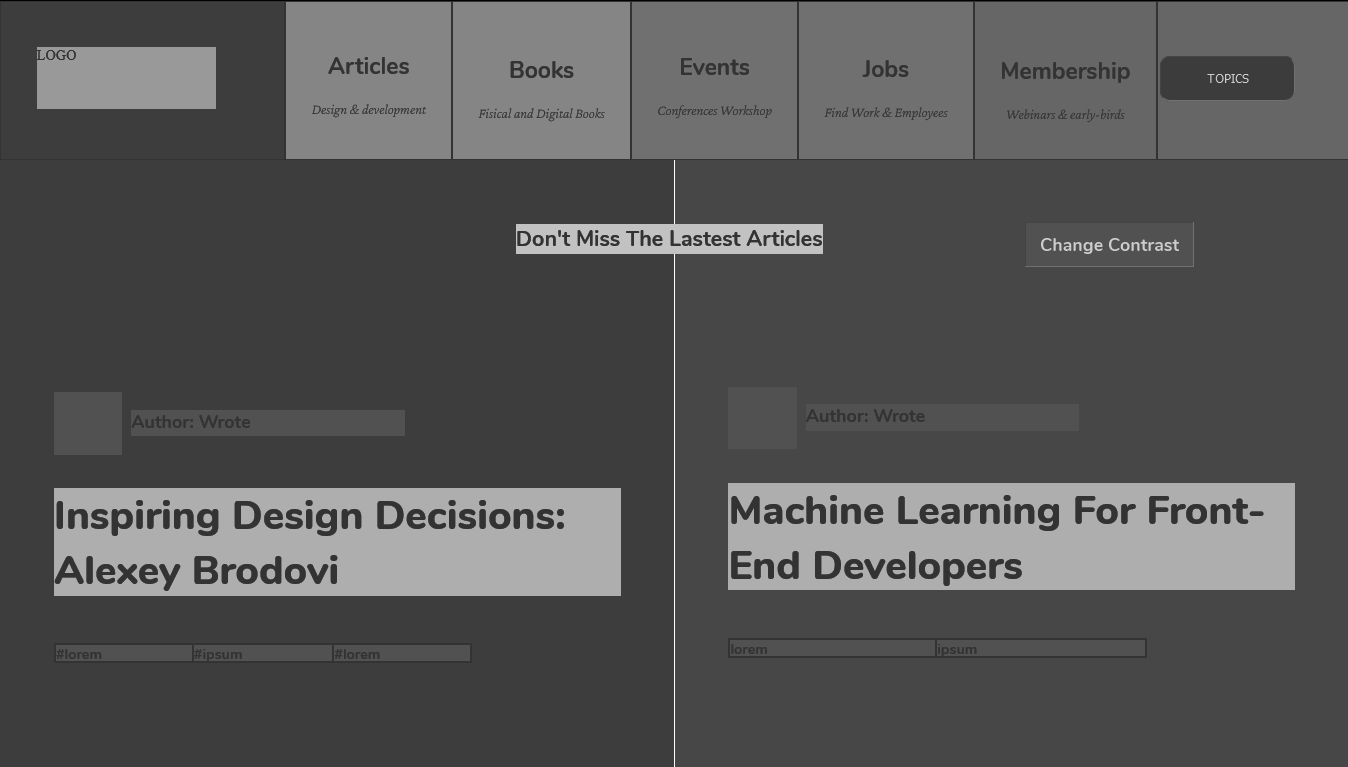 LOGO
Articles
Design & development
Books
Fisical and Digital Books
Events
Conferences Workshop
Jobs
Find Work & Employees
Membership
Webinars & early-birds
TOPICS
Don't Miss The Lastest Articles
Change Contrast
Author: Wrote
Inspiring Design Decisions:
Alexey Brodovi
#lorem #ipsum #lorem
Author: Wrote
Machine Learning For Front-
End Developers
lorem ipsum